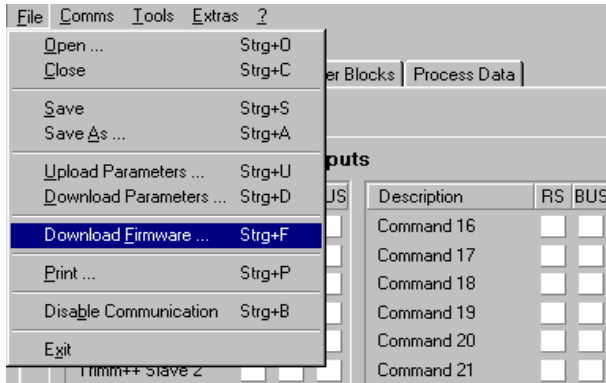 File Comms Tools Extras ?
Open ... Strg+O
Close Strg+C
er Blocks Process Data
Save Strg+S
Save As ... Strg+A
puts
Upload Parameters ... Strg+U
Download Parameters ... Strg+D
US Description RS BUS
Download Firmware ... Strg+F
Command 16
Command 17
Print ... Strg+P
Command 18
Disable Communication Strg+B
Command 19
Command 20
Exit
Trimm++ Slave 2
Command 21